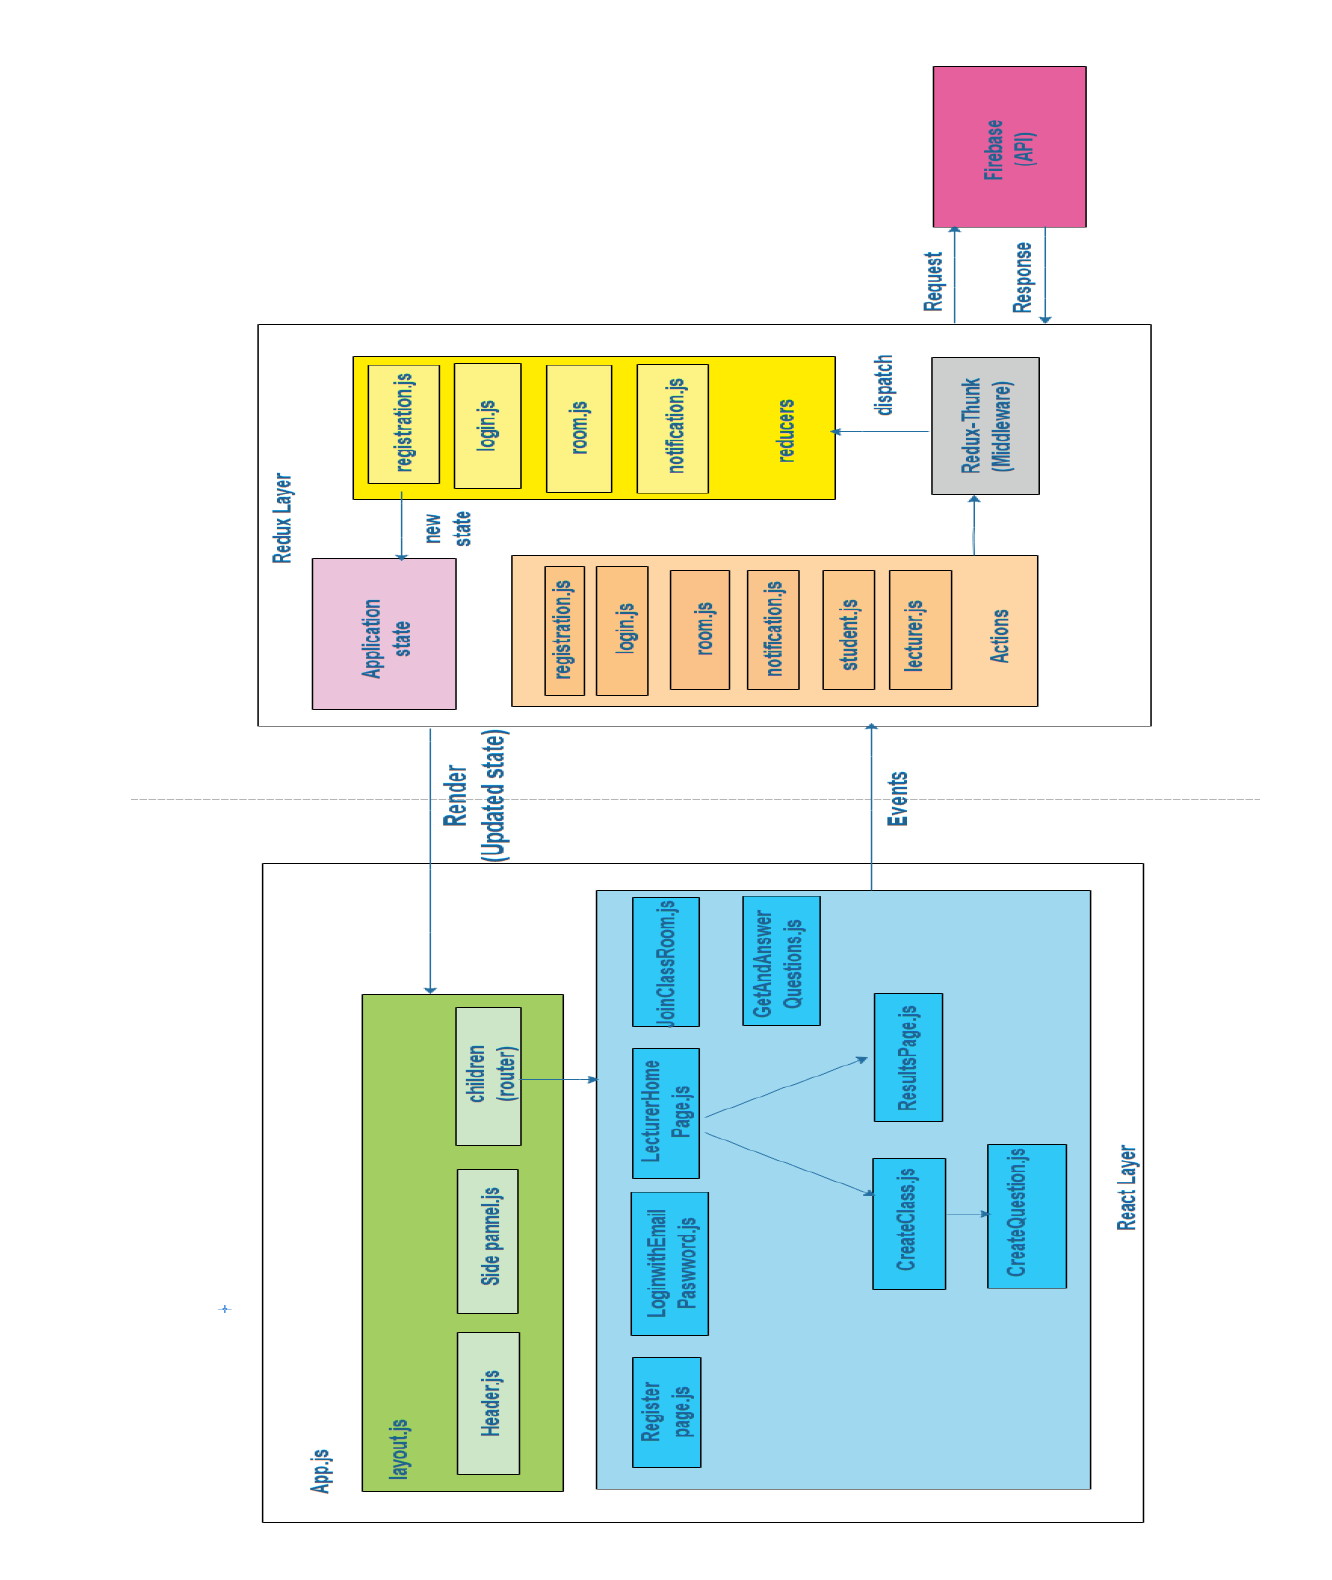 App.js
layout.js
Header.js
Side pannel.js
children
(router)
Register
page.js
LoginwithEmail
Paswword.js
LecturerHome
Page.js
JoinClassRoom.js
GetAndAnswer
Questions.js
CreateClass.js
ResultsPage.js
CreateQuestion.js
React Layer
Render
(Updated state)
Events
Redux Layer
Application
state
new
state
registration.js
login.js
room.js
notification.js
reducers
registration.js
login.js
room.js
notification.js
student.js
lecturer.js
Actions
dispatch
Redux-Thunk
(Middleware)
Request
Response
Firebase
(API)